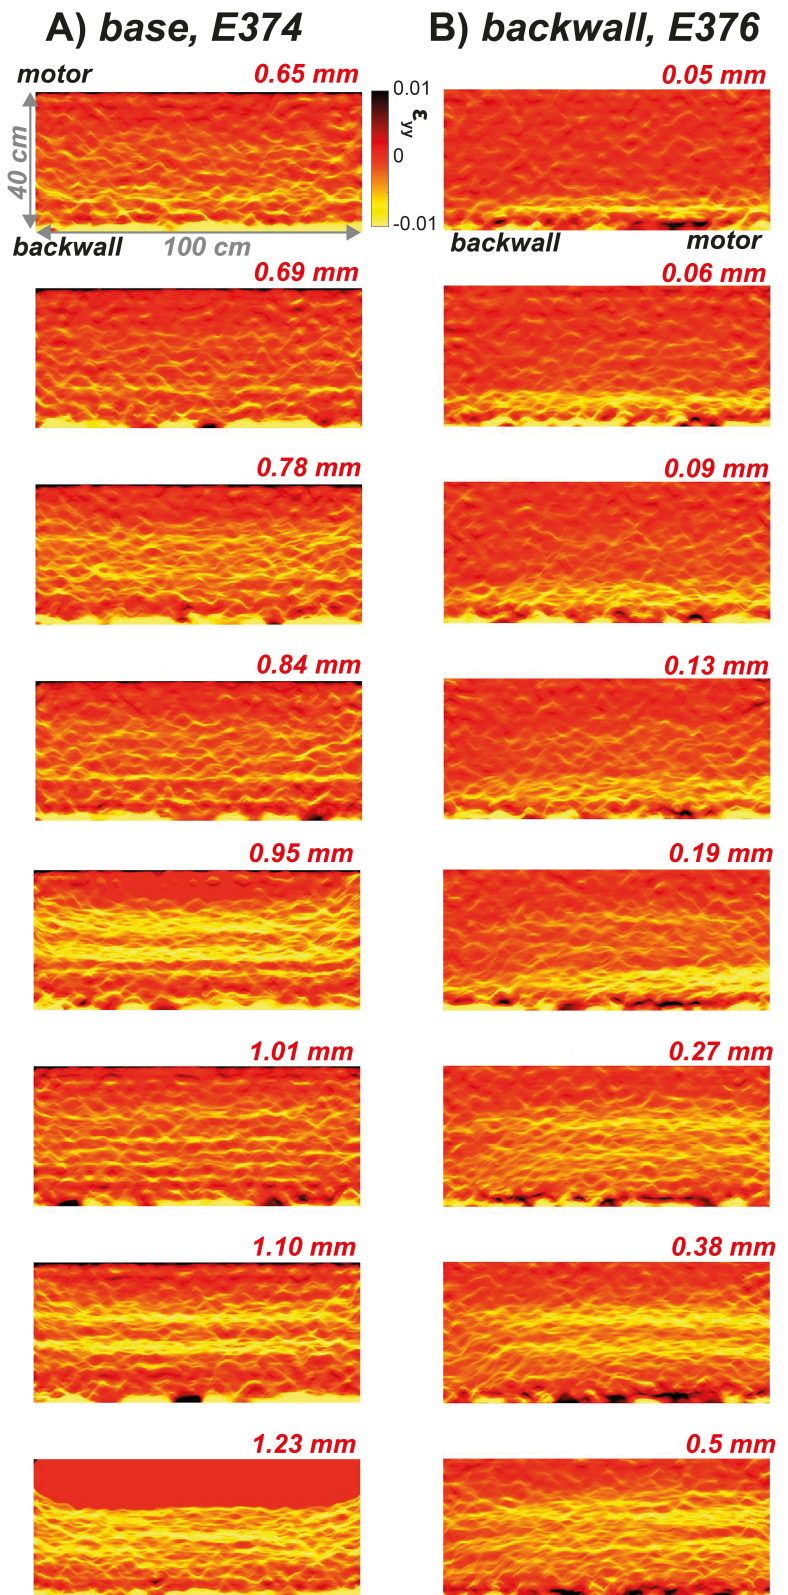 A) base, E374
B) backwall, E376
motor
0.65 mm
0.01
0
-0.01
εyy
40 cm
100 cm
backwall
0.05 mm
backwall
motor
0.69 mm
0.06 mm
0.78 mm
0.09 mm
0.84 mm
0.13 mm
0.95 mm
0.19 mm
1.01 mm
0.27 mm
1.10 mm
0.38 mm
1.23 mm
0.5 mm